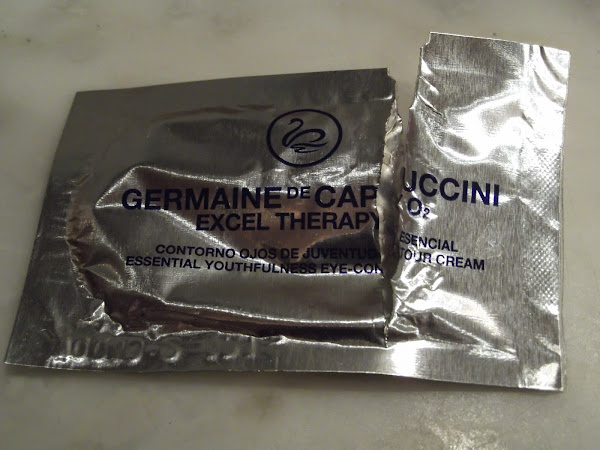 GERMAINE DE CAP UCCINI
EXCEL THERAPY O2
CONTORNO OJOS DE JUVENTUD ESENCIAL
ESSENTIAL YOUTHFULNESS EYE-CON TOUR CREAM